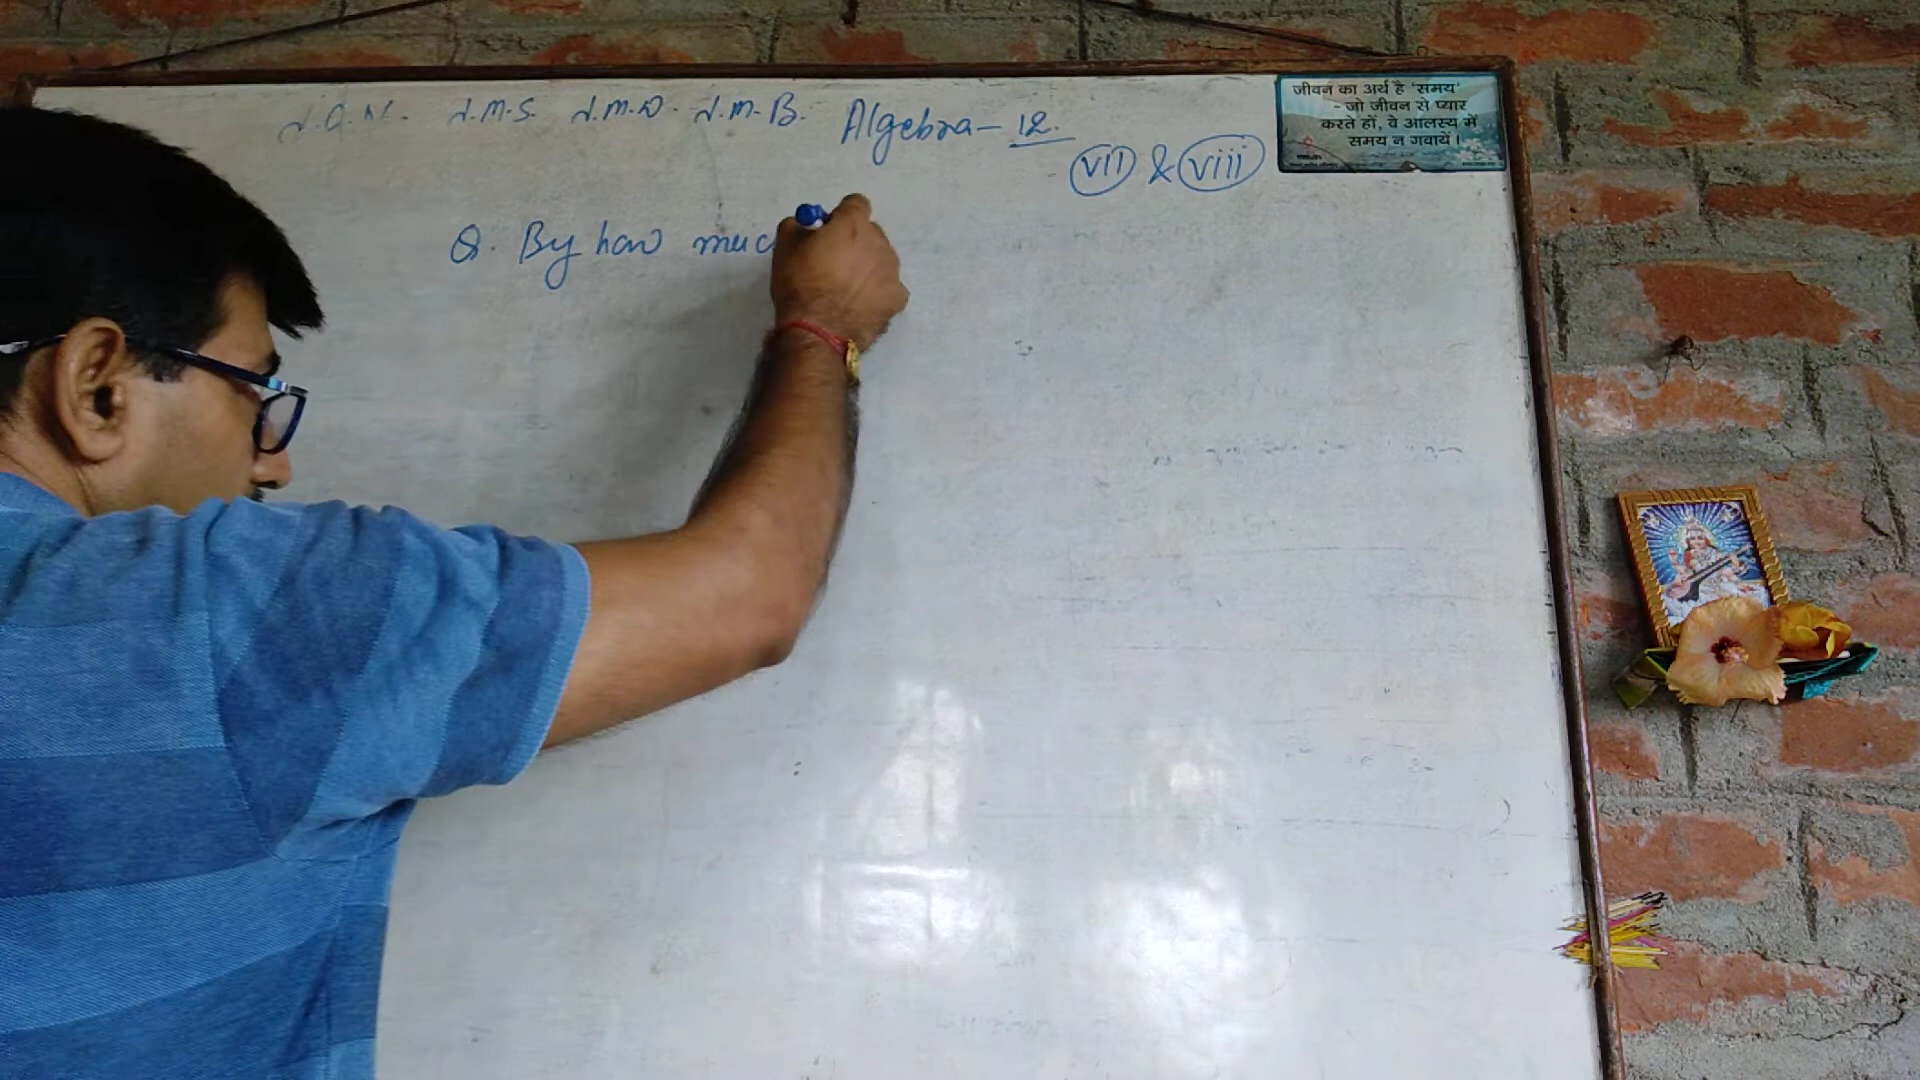 J.M.S. J.M.D. J.M.B. Algebra - 12.
VII & VIII
Q. By how muc
जीवन का अर्थ है 'समय'
- जो जीवन से प्यार
करते हों, वे आलस्य में
समय न गवायें ।